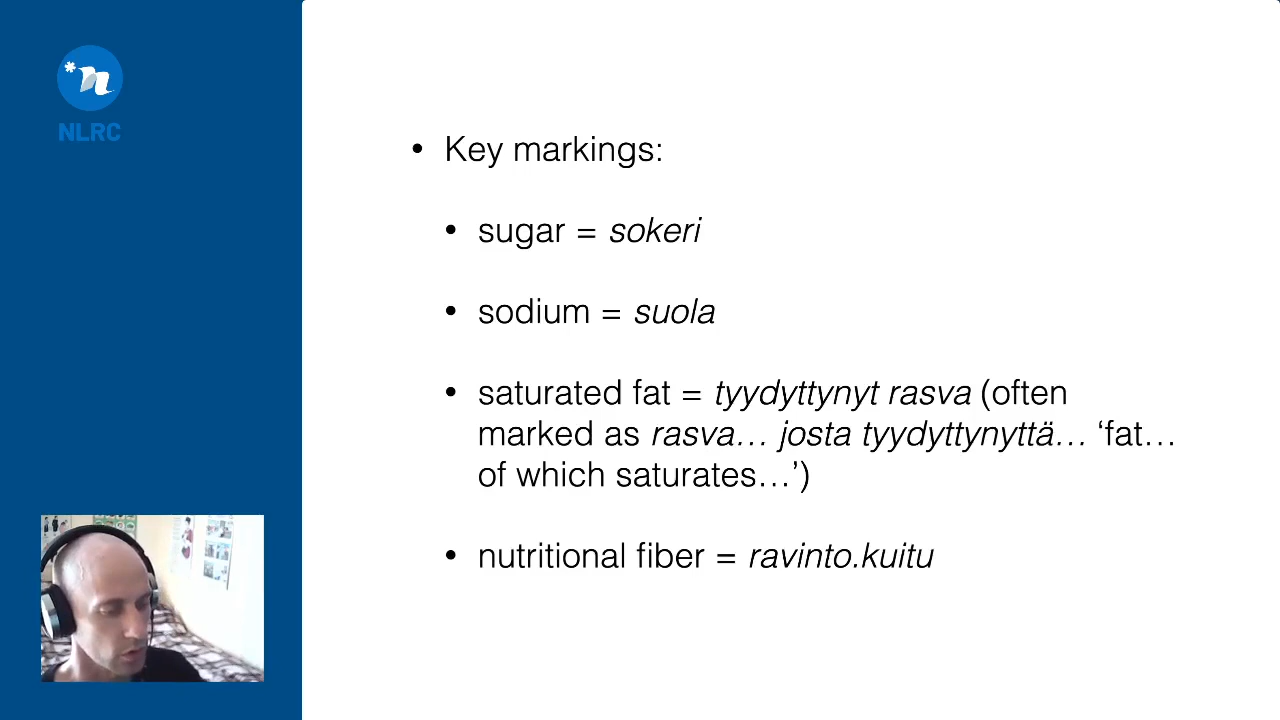 NLRC
• Key markings:
• sugar = sokeri
• sodium = suola
• saturated fat = tyydyttynyt rasva (often
marked as rasva… josta tyydyttynyttä… ‘fat…
of which saturates…’)
• nutritional fiber = ravinto.kuitu